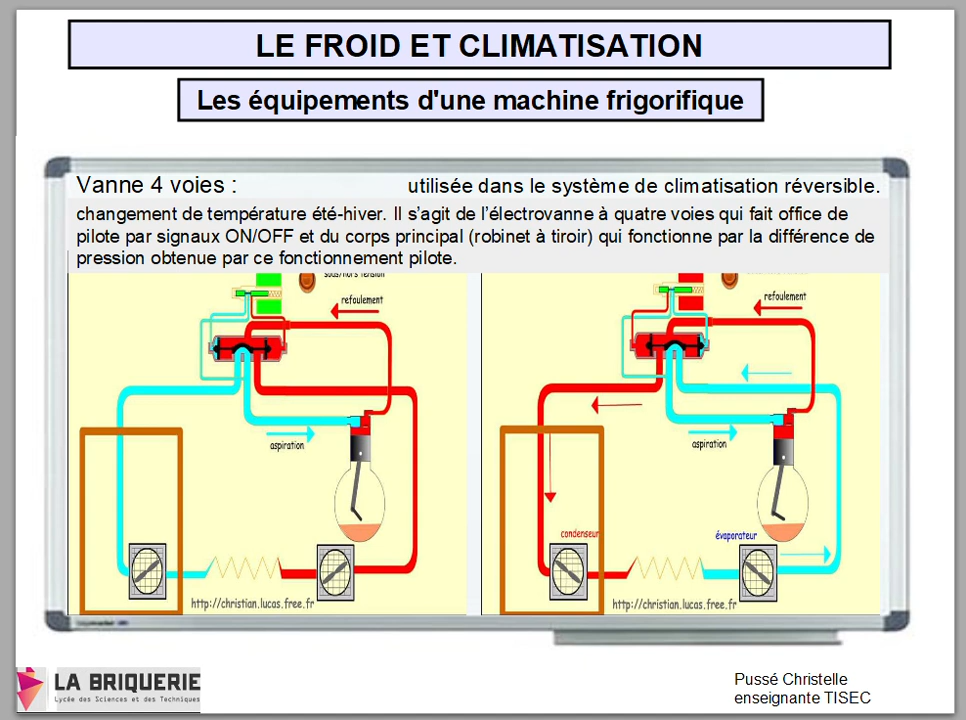 LE FROID ET CLIMATISATION
Les équipements d'une machine frigorifique
Vanne 4 voies : utilisée dans le système de climatisation réversible.
changement de température été-hiver. Il s’agit de l’électrovanne à quatre voies qui fait office de
pilote par signaux ON/OFF et du corps principal (robinet à tiroir) qui fonctionne par la différence de
pression obtenue par ce fonctionnement pilote.
sous/hors tension
refoulement
aspiration
http://christian.lucas.free.fr
refoulement
aspiration
condenseur
évaporateur
http://christian.lucas.free.fr
LA BRIQUERIE
Lycée des Sciences et des Techniques
Pussé Christelle
enseignante TISEC